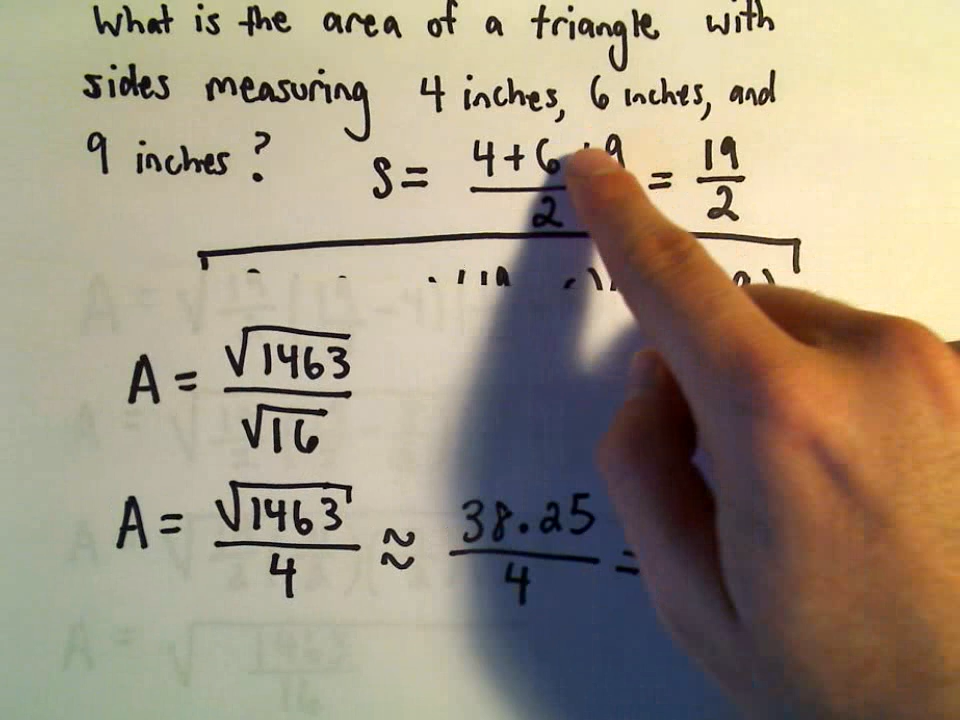 What is the area of a triangle with
sides measuring 4 inches, 6 inches, and
9 inches? S = 4 + 6 + 9 / 2 = 19 / 2
A = √1463 / √16
A = √1463 / 4 ≈ 38.25 / 4 =